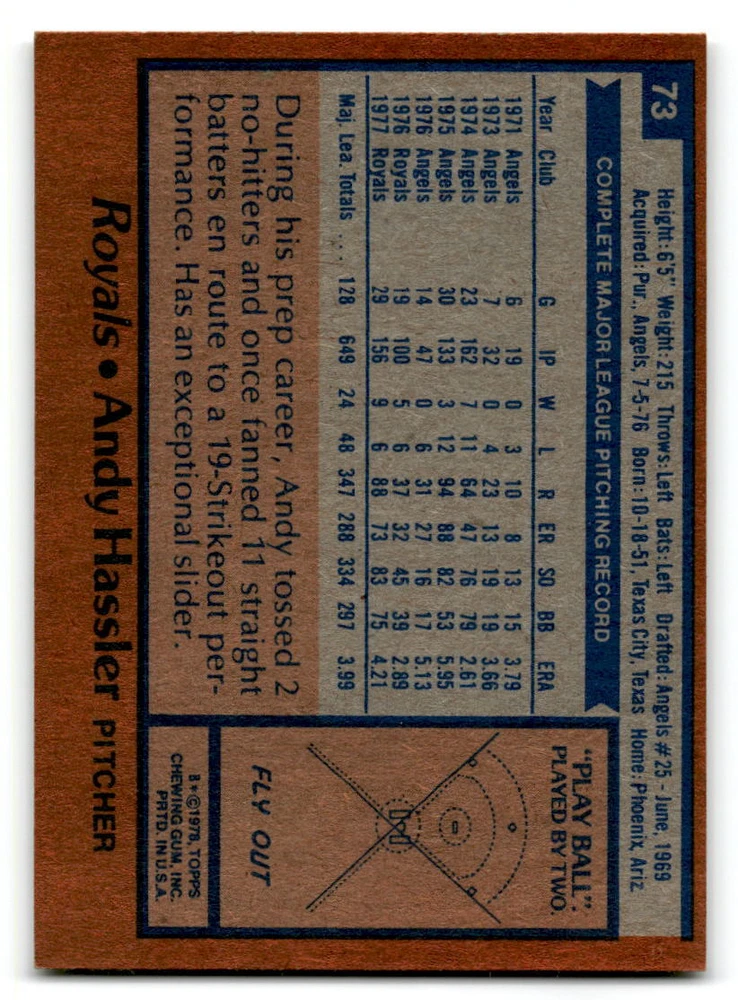 73
Height: 6'5" Weight: 215 Throws: Left Bats: Left Drafted: Angels #25 - June, 1969
Acquired: Pur., Angels, 7-5-76 Born: 10-18-51, Texas City, Texas Home: Phoenix, Ariz
COMPLETE MAJOR LEAGUE PITCHING RECORD
Year Club G IP W L R ER SO BB ERA
1971 Angels 6 19 0 3 10 8 13 15 3.79
1973 Angels 7 32 0 4 23 13 19 19 3.66
1974 Angels 23 162 7 11 64 47 76 79 2.61
1975 Angels 30 133 3 12 94 88 82 53 5.95
1976 Angels 14 47 0 6 31 27 16 17 5.13
1976 Royals 19 100 5 6 37 32 45 39 2.89
1977 Royals 29 156 9 6 88 73 83 75 4.21
Maj. Lea. Totals ... 128 649 24 48 347 288 334 297 3.99
During his prep career, Andy tossed 2
no-hitters and once fanned 11 straight
batters en route to a 19-Strikeout per-
formance. Has an exceptional slider.
"PLAY BALL":
PLAYED BY TWO.
FLY OUT
B* © 1978, TOPPS
CHEWING GUM, INC.
PRTD. IN U.S.A.
Royals • Andy Hassler PITCHER